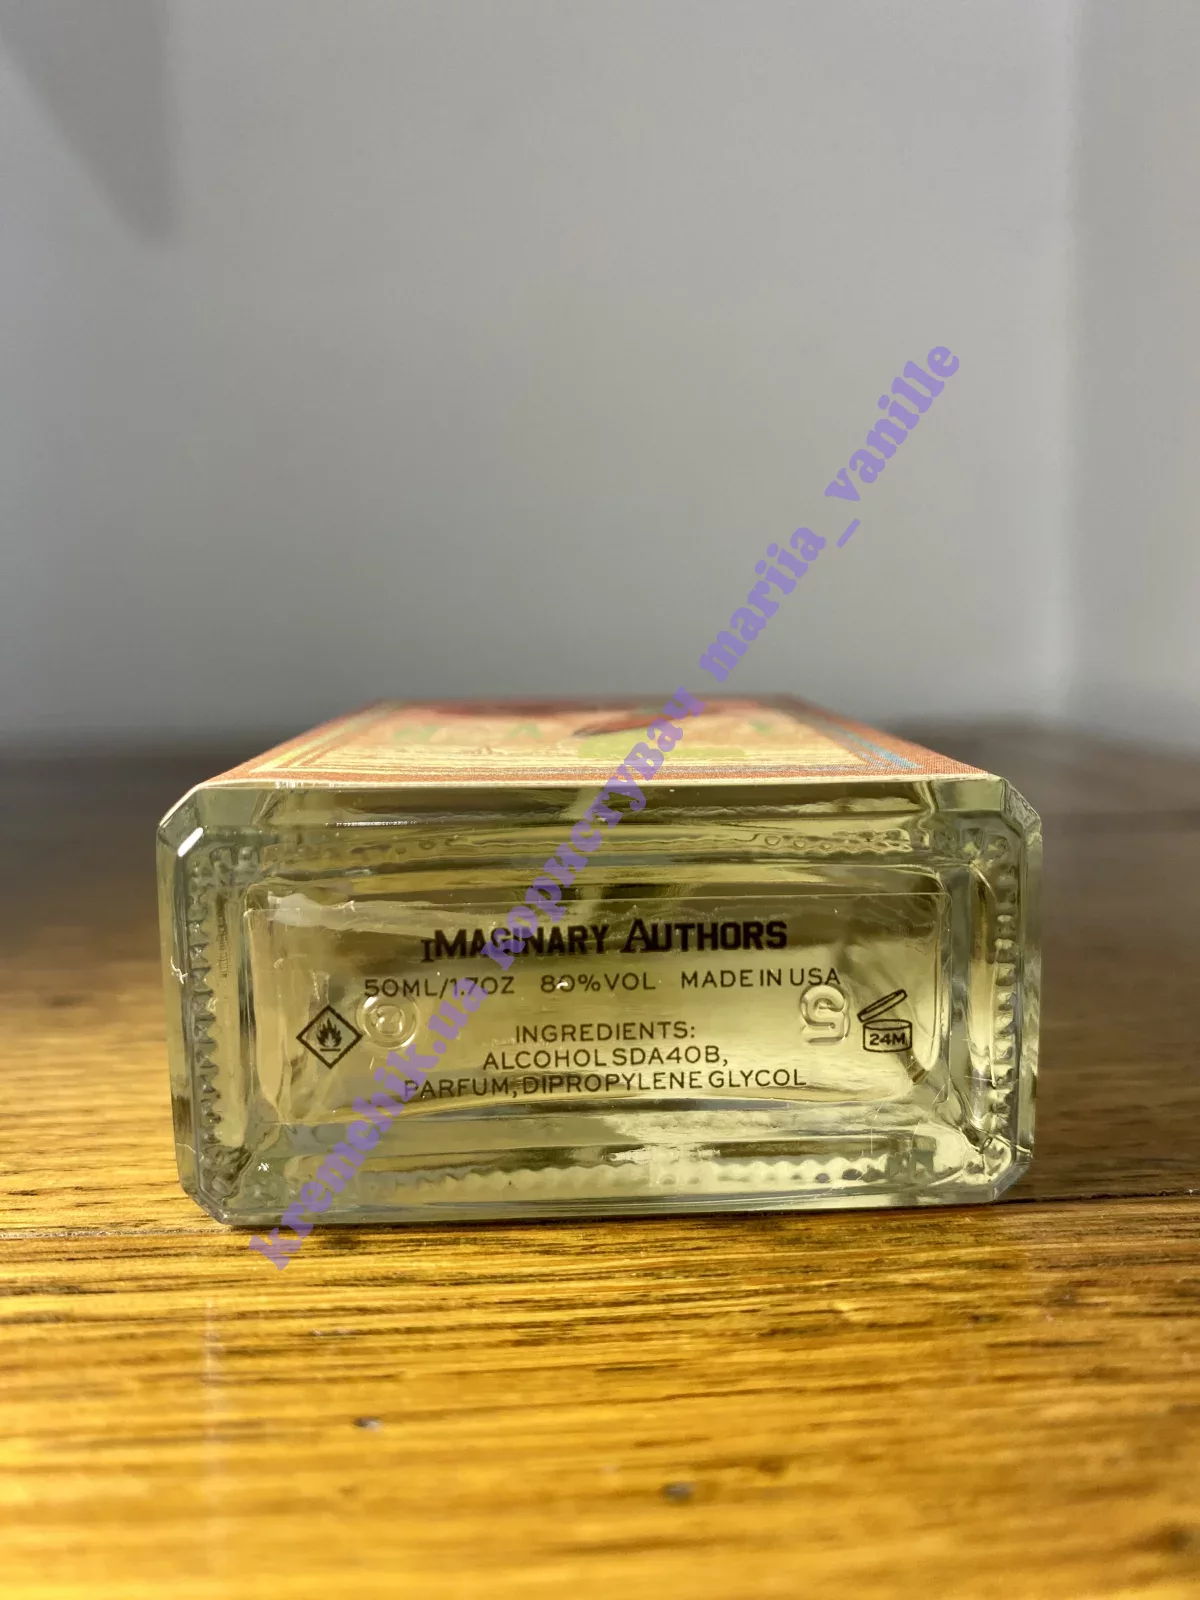 IMAGINARY AUTHORS
50ML/1.7OZ 80%VOL MADE IN USA
INGREDIENTS:
ALCOHOL SDA40B,
PARFUM, DIPROPYLENE GLYCOL
24M
kremchik.ua користувач mariia_vanille